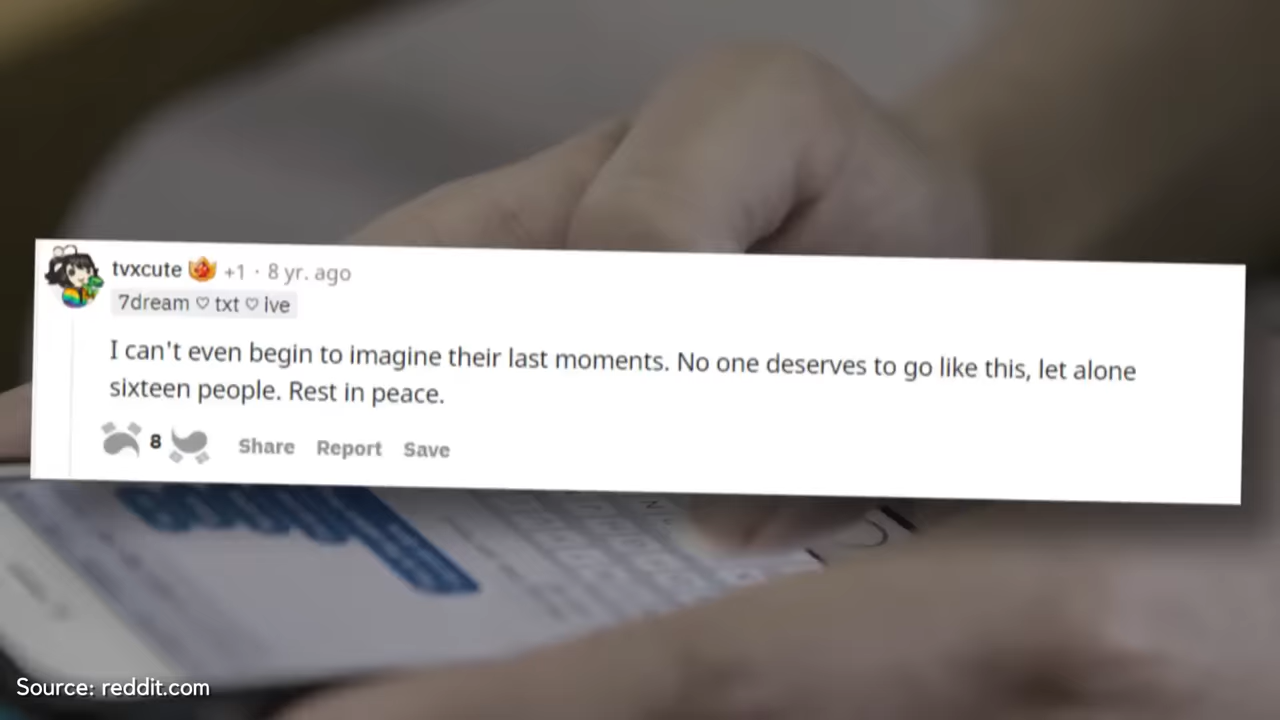 tvxcute +1 · 8 yr. ago
7dream ♡ txt ♡ ive
I can't even begin to imagine their last moments. No one deserves to go like this, let alone
sixteen people. Rest in peace.
8 Share Report Save
Source: reddit.com